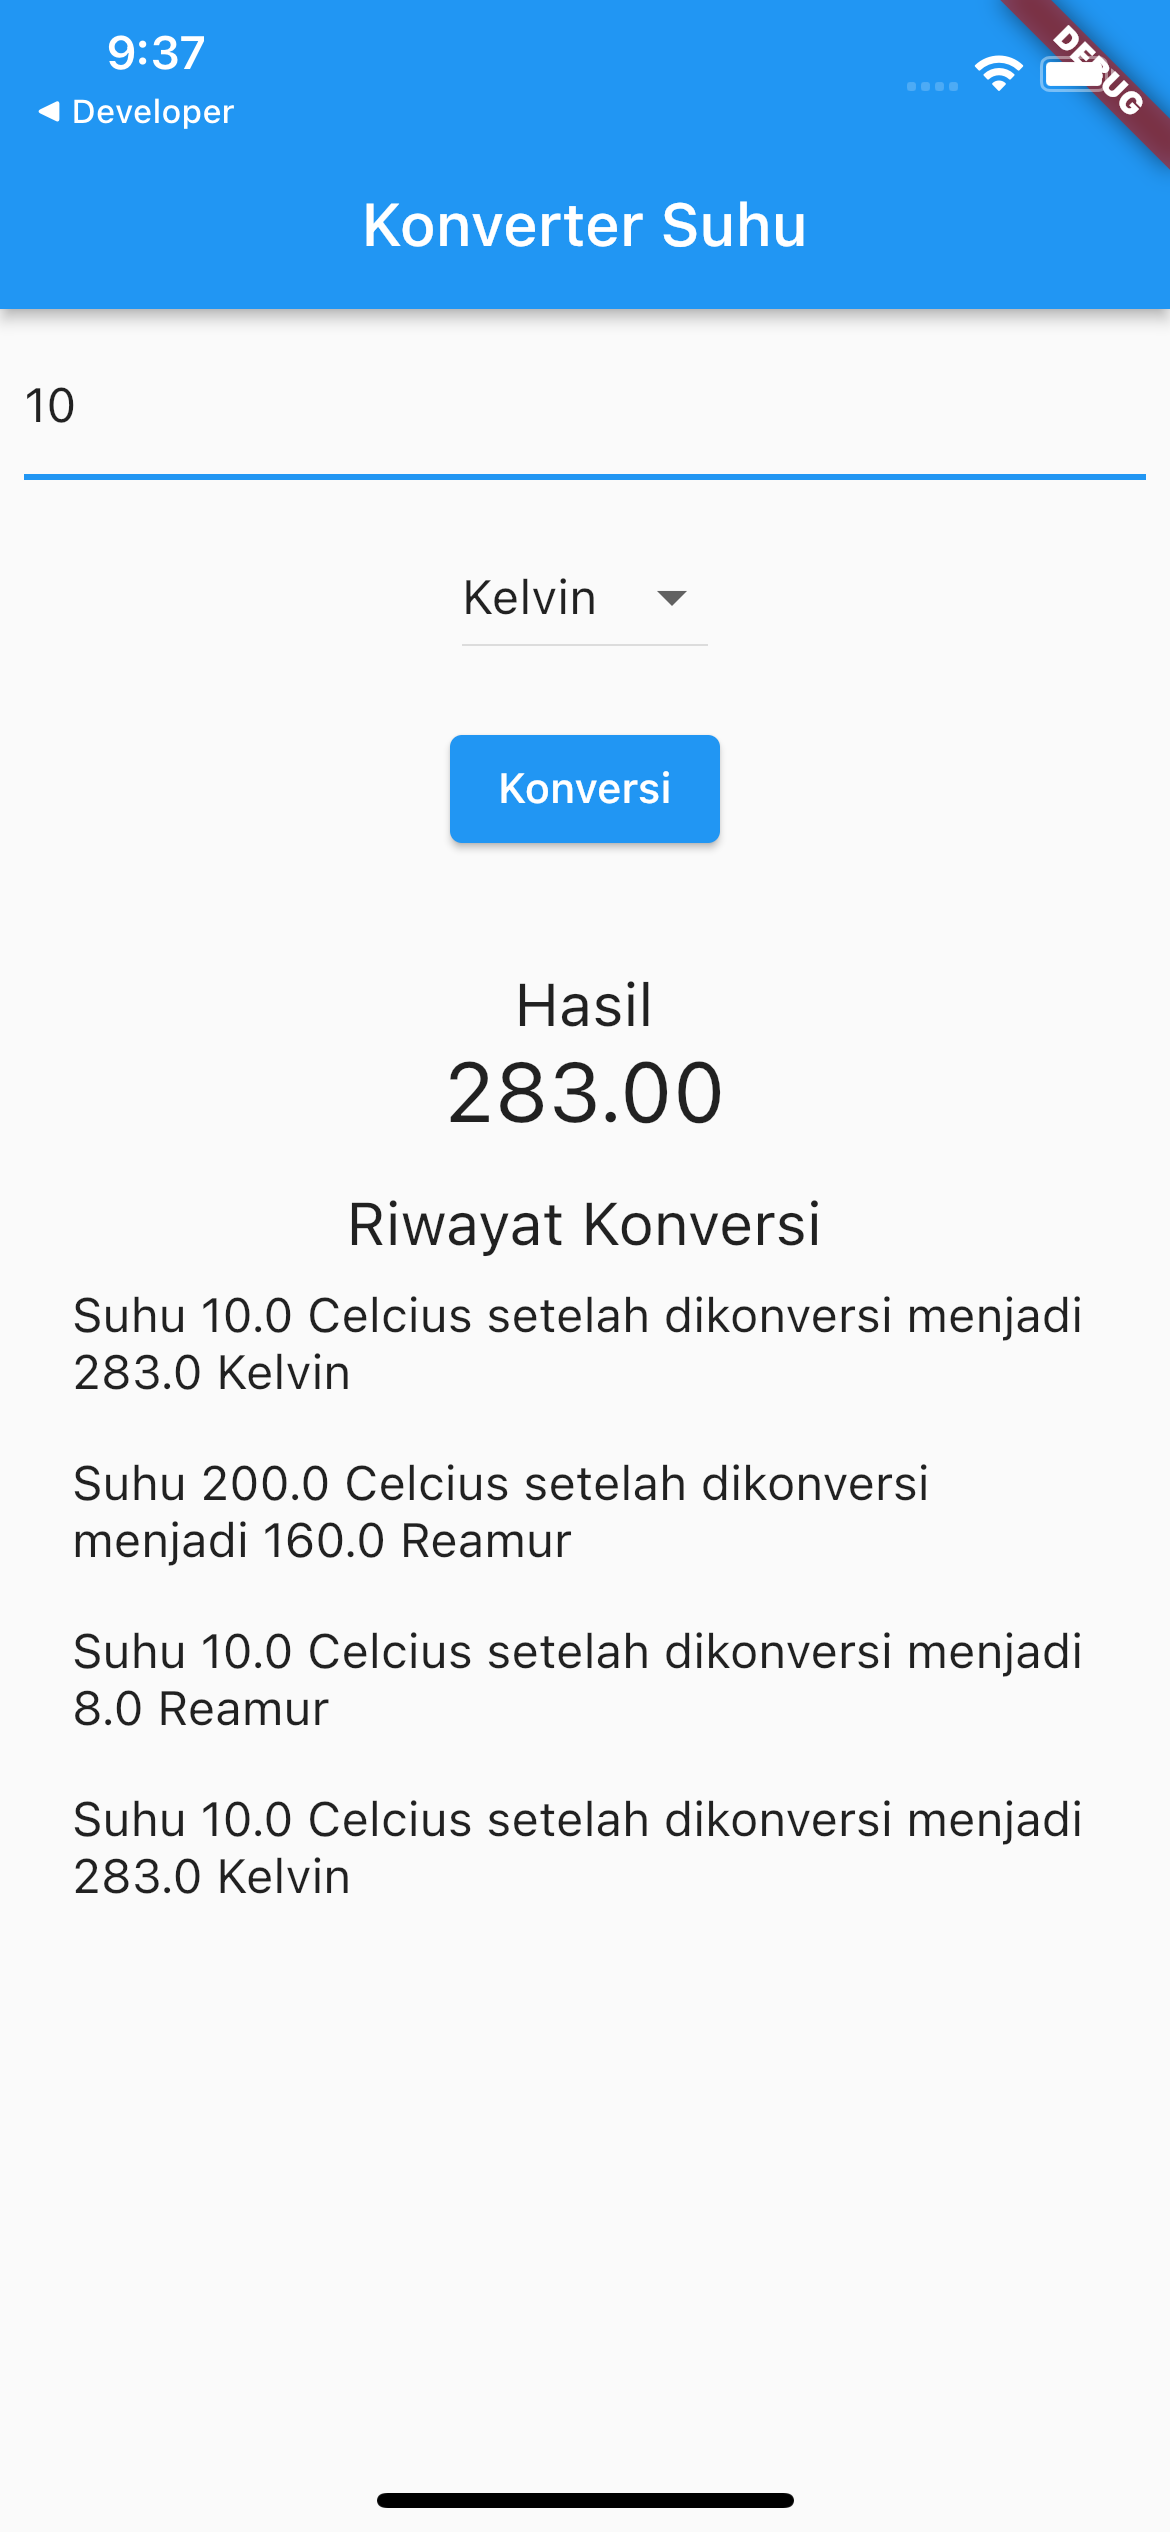 9:37
Developer
DEBUG
Konverter Suhu
10
Kelvin
Konversi
Hasil
283.00
Riwayat Konversi
Suhu 10.0 Celcius setelah dikonversi menjadi
283.0 Kelvin
Suhu 200.0 Celcius setelah dikonversi
menjadi 160.0 Reamur
Suhu 10.0 Celcius setelah dikonversi menjadi
8.0 Reamur
Suhu 10.0 Celcius setelah dikonversi menjadi
283.0 Kelvin